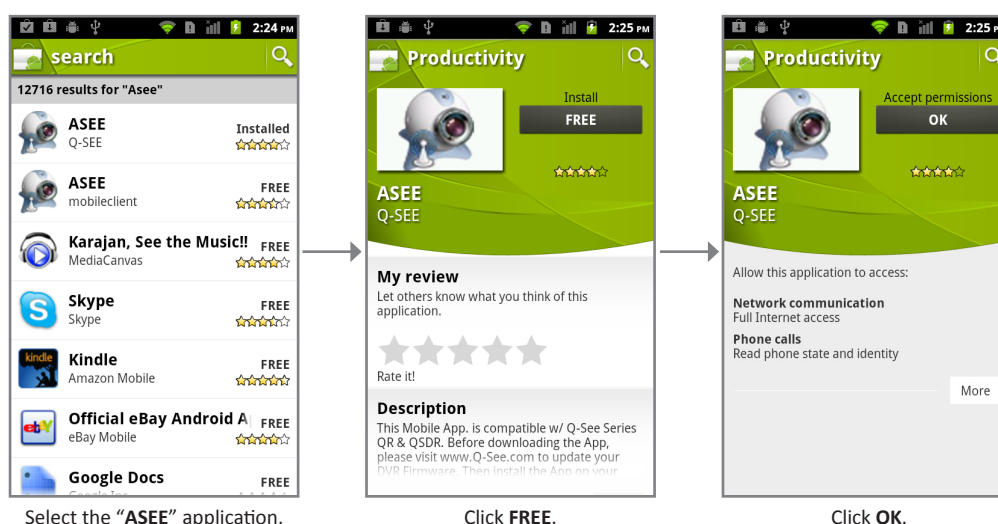 2:24 PM
search
12716 results for "Asee"
ASEE
Q-SEE
Installed
ASEE
mobileclient
FREE
Karajan, See the Music!!
MediaCanvas
FREE
Skype
Skype
FREE
kindle
Kindle
Amazon Mobile
FREE
ebY
Official eBay Android A
eBay Mobile
FREE
Google Docs
Google Inc
FREE
Select the “ASEE” application.
2:25 PM
Productivity
Install
FREE
ASEE
Q-SEE
My review
Let others know what you think of this
application.
Rate it!
Description
This Mobile App. is compatible w/ Q-See Series
QR & QSDR. Before downloading the App,
please visit www.Q-See.com to update your
DVR Firmware. Then install the App on your
Click FREE.
2:25 P
Productivity
Accept permissions
OK
ASEE
Q-SEE
Allow this application to access:
Network communication
Full Internet access
Phone calls
Read phone state and identity
More
Click OK.